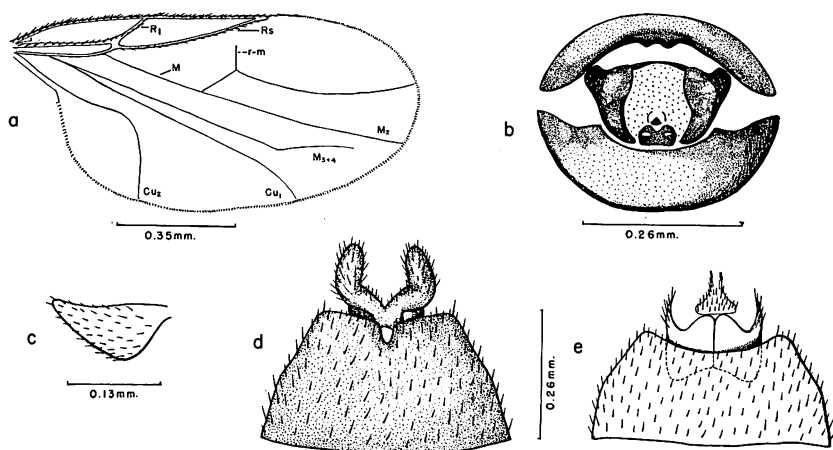 R1
Rs
--r-m
M
a
b
M2
M3+4
Cu2
Cu1
0.35mm.
0.26mm.
c
d
e
0.13mm.
0.26mm.